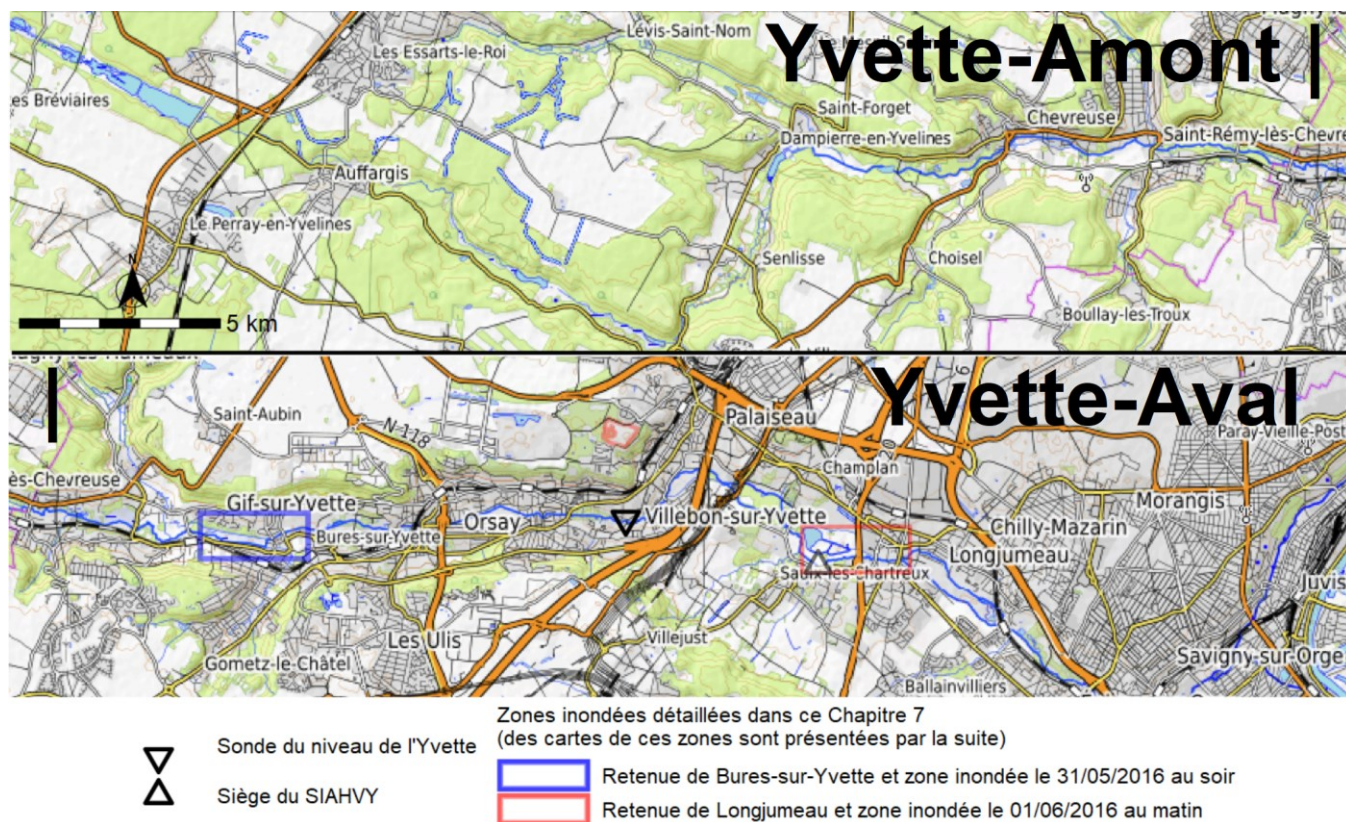 Yvette-Amont |
Les Essarts-le-Roi
Lévis-Saint-Nom
Saint-Forget
Chevreuse
Dampierre-en-Yvelines
Saint-Rémy-lès-Chevre
Auffargis
Le Perray-en-Yvelines
Senlisse
Choisel
N
Boullay-les-Troux
5 km
| Yvette-Aval
Saint-Aubin
N 118
Palaiseau
Paray-Vieille-Post
Champlan
ès-Chevreuse
Gif-sur-Yvette
Morangis
Orsay
Villebon-sur-Yvette
Chilly-Mazarin
Bures-sur-Yvette
Longjumeau
Saulx-les-Chartreux
Juvis
Les Ulis
Villejust
Gometz-le-Châtel
Savigny-sur-Orge
Ballainvilliers
Zones inondées détaillées dans ce Chapitre 7
(des cartes de ces zones sont présentées par la suite)
Sonde du niveau de l'Yvette
Siège du SIAHVY
Retenue de Bures-sur-Yvette et zone inondée le 31/05/2016 au soir
Retenue de Longjumeau et zone inondée le 01/06/2016 au matin